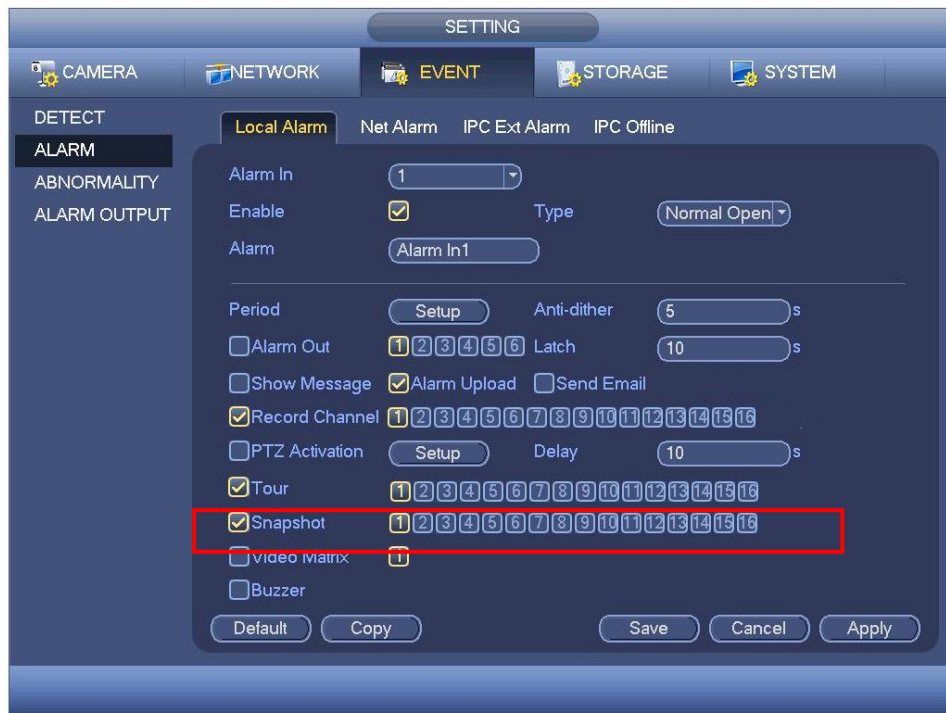 SETTING
CAMERA NETWORK EVENT STORAGE SYSTEM
DETECT
ALARM
ABNORMALITY
ALARM OUTPUT
Local Alarm Net Alarm IPC Ext Alarm IPC Offline
Alarm In 1
Enable Type Normal Open
Alarm Alarm In1
Period Setup Anti-dither 5 s
Alarm Out 1 2 3 4 5 6 Latch 10 s
Show Message Alarm Upload Send Email
Record Channel 1 2 3 4 5 6 7 8 9 10 11 12 13 14 15 16
PTZ Activation Setup Delay 10 s
Tour 1 2 3 4 5 6 7 8 9 10 11 12 13 14 15 16
Snapshot 1 2 3 4 5 6 7 8 9 10 11 12 13 14 15 16
Video Matrix 1
Buzzer
Default Copy Save Cancel Apply